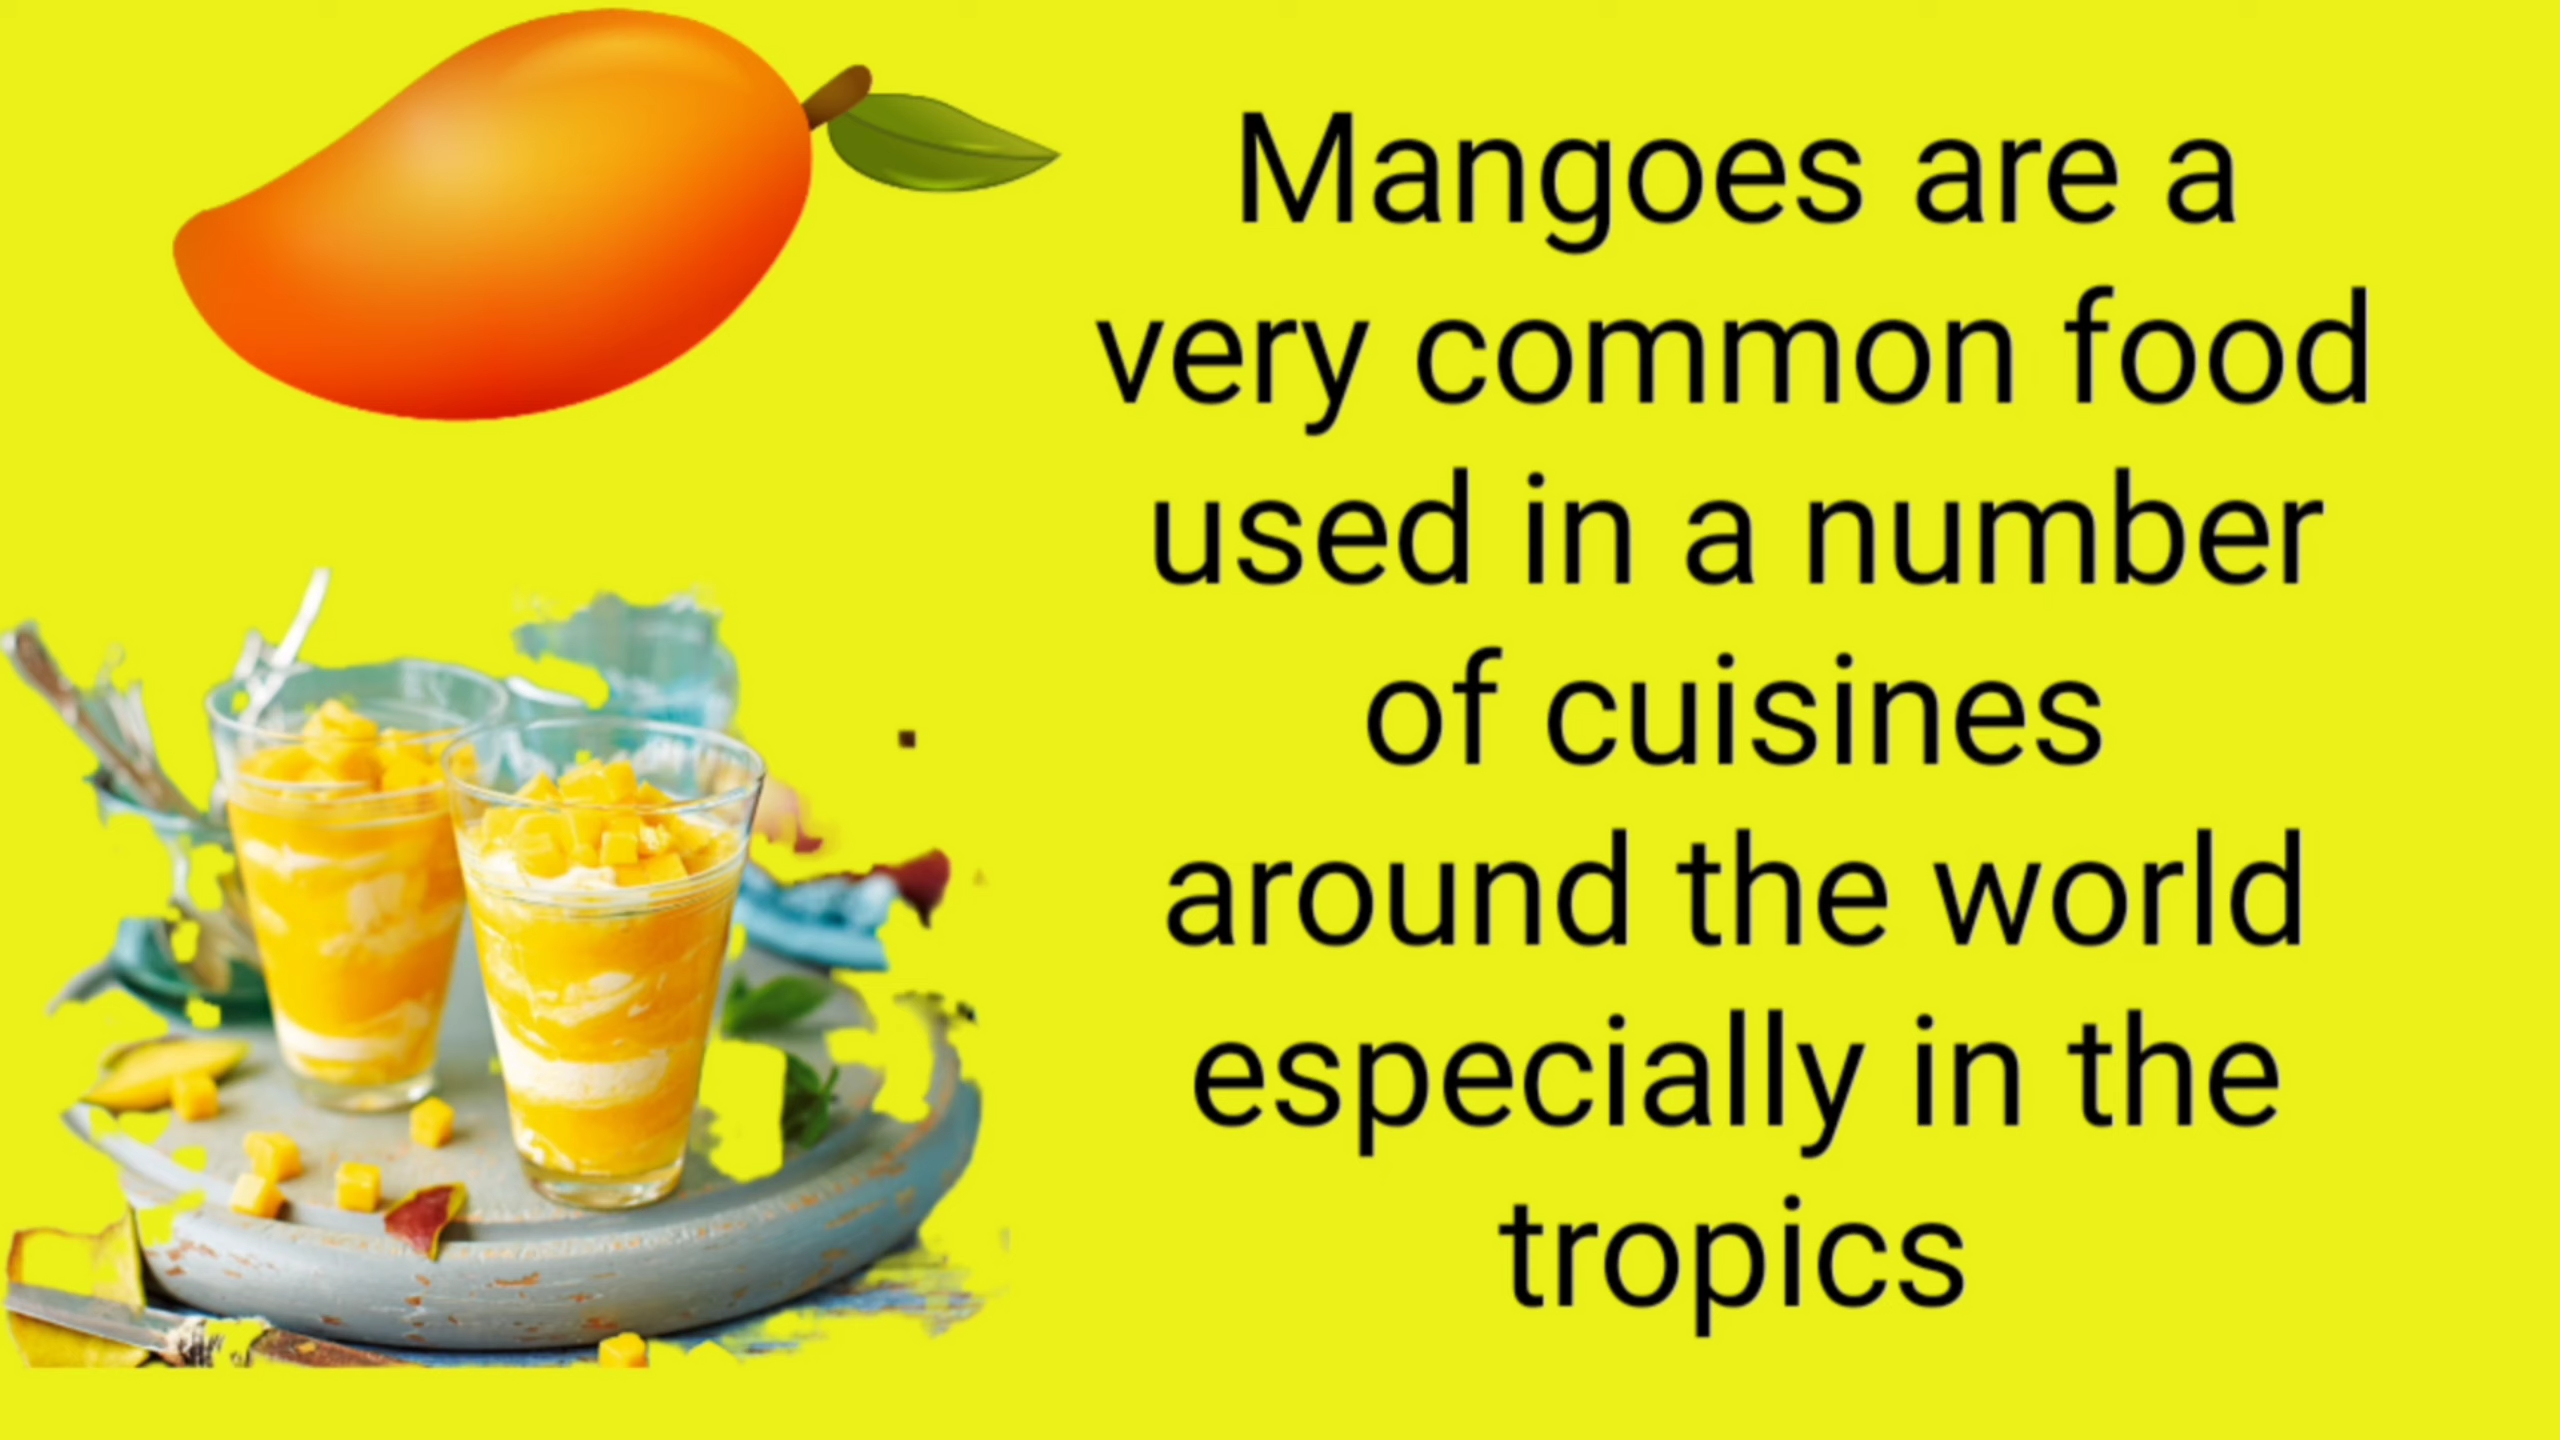 Mangoes are a
very common food
used in a number
of cuisines
around the world
especially in the
tropics